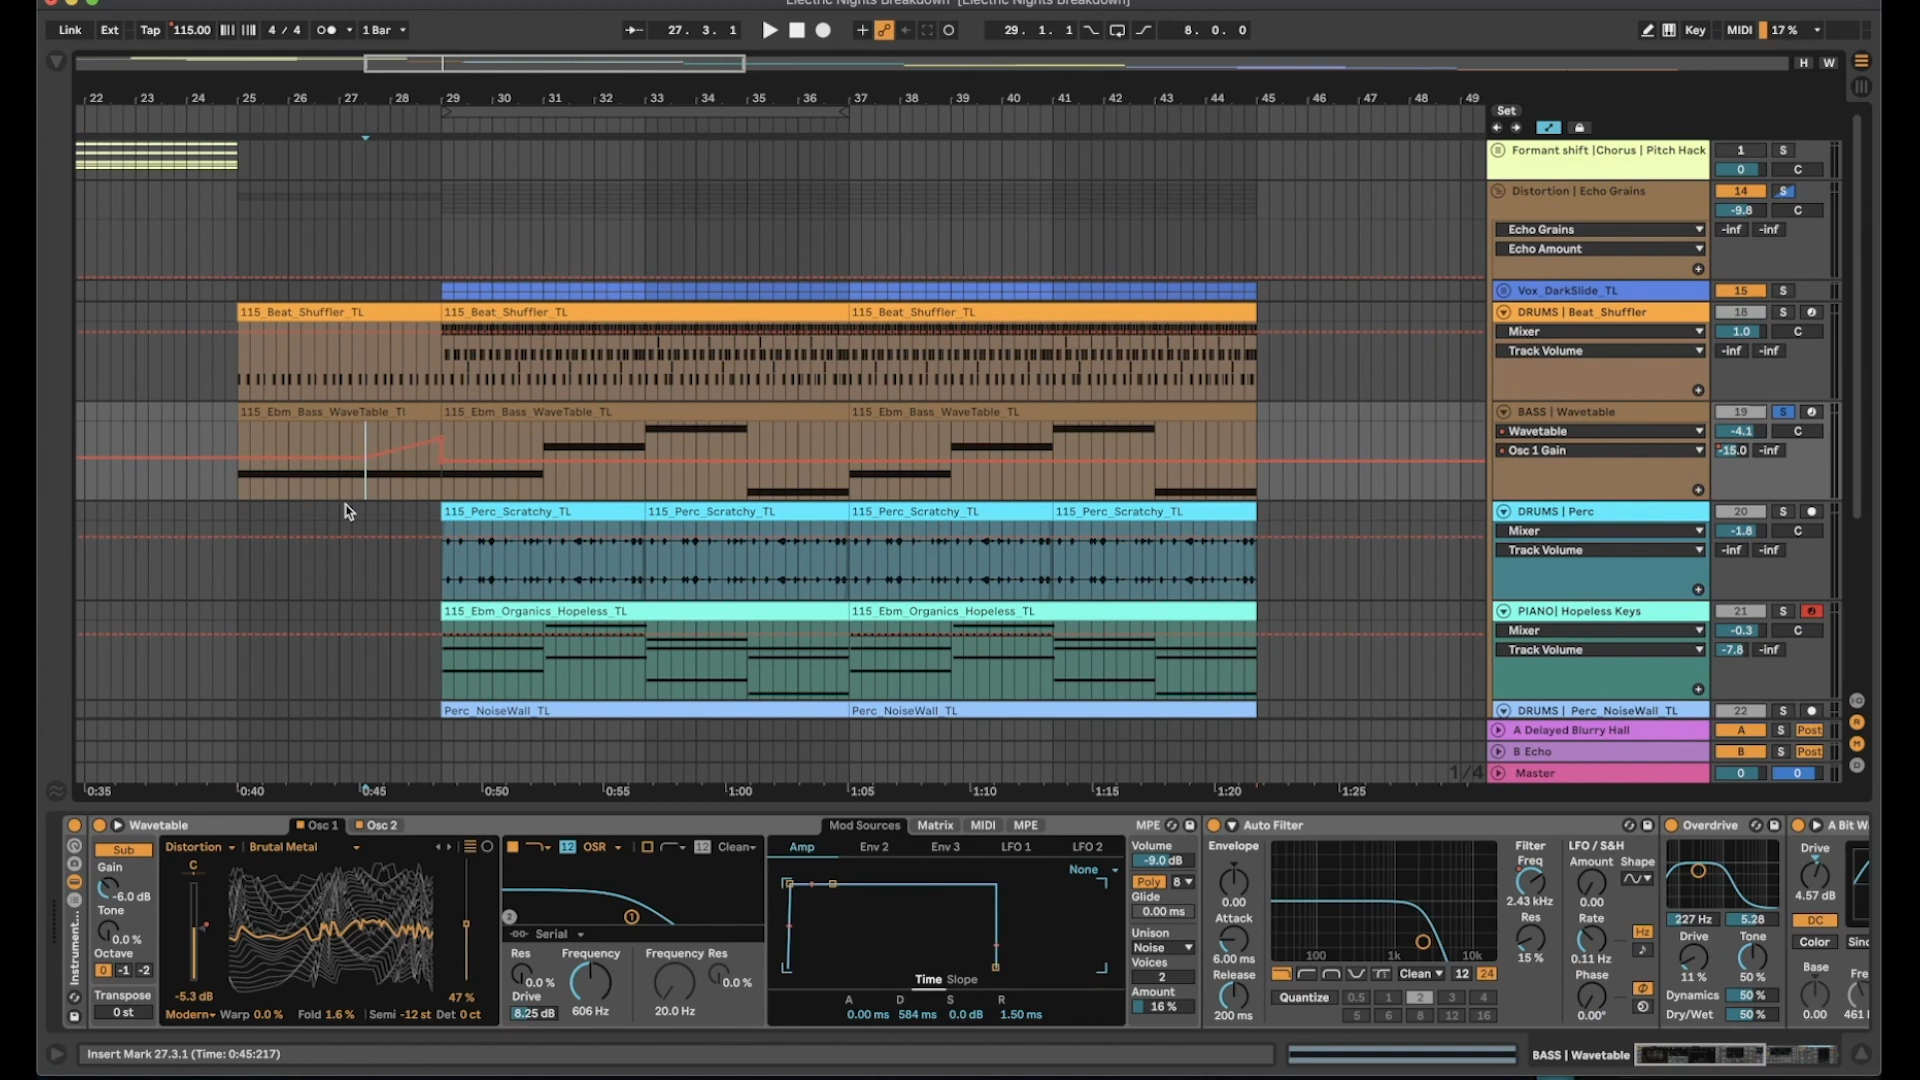 Electric Nights Breakdown [Electric Nights Breakdown]
Link Ext Tap 115.00 4 / 4 1 Bar 27. 3. 1 29. 1. 1 8. 0. 0 Key MIDI 17 %
H W
22 23 24 25 26 27 28 29 30 31 32 33 34 35 36 37 38 39 40 41 42 43 44 45 46 47 48 49
Set
Formant shift |Chorus | Pitch Hack 1 S
0 C
Distortion | Echo Grains 14 S
-9.8 C
Echo Grains -inf -inf
Echo Amount
Vox_DarkSlide_TL 15 S
115_Beat_Shuffler_TL 115_Beat_Shuffler_TL 115_Beat_Shuffler_TL DRUMS | Beat_Shuffler 18 S
Mixer 1.0 C
Track Volume -inf -inf
115_Ebm_Bass_WaveTable_Tl 115_Ebm_Bass_WaveTable_TL 115_Ebm_Bass_WaveTable_TL BASS | Wavetable 19 S
Wavetable -4.1 C
Osc 1 Gain -15.0 -inf
115_Perc_Scratchy_TL 115_Perc_Scratchy_TL 115_Perc_Scratchy_TL 115_Perc_Scratchy_TL DRUMS | Perc 20 S
Mixer -1.8 C
Track Volume -inf -inf
115_Ebm_Organics_Hopeless_TL 115_Ebm_Organics_Hopeless_TL PIANO| Hopeless Keys 21 S
Mixer -0.3 C
Track Volume -7.8 -inf
Perc_NoiseWall_TL Perc_NoiseWall_TL DRUMS | Perc_NoiseWall_TL 22 S
A Delayed Blurry Hall A S Post
B Echo B S Post
1/4 Master 0 0
0:35 0:40 0:45 0:50 0:55 1:00 1:05 1:10 1:15 1:20 1:25
Wavetable Osc 1 Osc 2 Mod Sources Matrix MIDI MPE MPE Auto Filter Overdrive A Bit W
Sub Distortion Brutal Metal 12 OSR 12 Clean Amp Env 2 Env 3 LFO 1 LFO 2 Volume Envelope Filter LFO / S&H Drive
Gain C None -9.0 dB Freq Amount Shape
-6.0 dB Poly 8 0.00 2.43 kHz 0.00 4.57 dB
Tone Glide Attack Res Rate 227 Hz 5.28 DC
0.0 % 2 1 0.00 ms Drive Tone Color Sinc
Octave Serial Unison 6.00 ms 15 % 0.11 Hz Hz
0 -1 -2 Res Frequency Frequency Res Noise Release 100 1k 10k Phase 11 % 50 % Base Fre
Transpose -5.3 dB 47 % 0.0 % 0.0 % Time Slope Voices Clean 12 24 Dynamics 50 %
0 st Drive 2 Quantize 0.5 1 2 3 4
Modern Warp 0.0 % Fold 1.6 % Semi -12 st Det 0 ct 8.25 dB 606 Hz 20.0 Hz A D S R Amount 200 ms 5 6 8 12 16 0.00° Dry/Wet 50 % 0.00 461
0.00 ms 584 ms 0.0 dB 1.50 ms 16 %
Instrument...
Insert Mark 27.3.1 (Time: 0:45:217) BASS | Wavetable